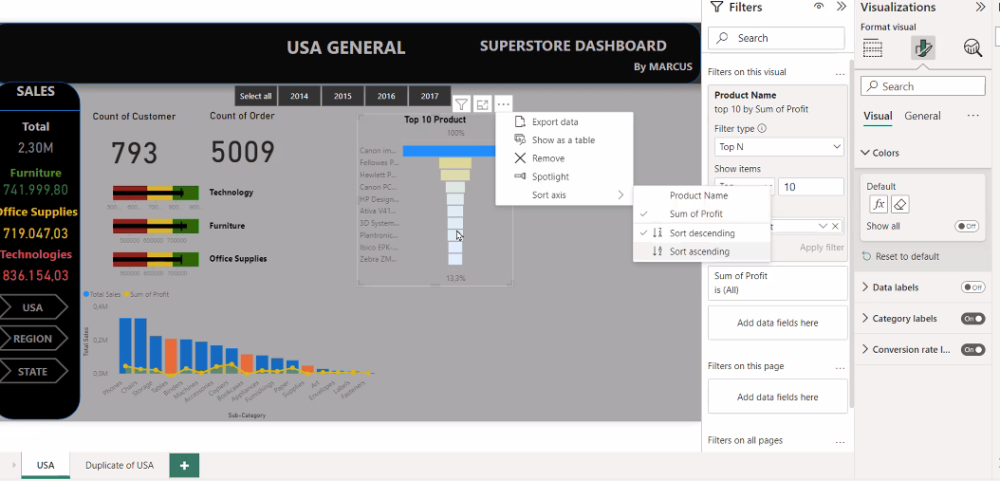 USA GENERAL
SUPERSTORE DASHBOARD
By MARCUS
SALES
Total
2,30M
Furniture
741.999,80
Office Supplies
719.047,03
Technologies
836.154,03
USA
REGION
STATE
Select all
2014
2015
2016
2017
Count of Customer
793
Count of Order
5009
Technology
Furniture
500000 600000
Office Supplies
500000 600000 700000
Top 10 Product
100%
Canon im...
Fellowes P...
Hewlett P...
Canon PC...
HP Design...
Ativa V41...
3D System...
Plantronic...
Ibico EPK-...
Zebra ZM...
13,3%
Total Sales
Sum of Profit
Total Sales
0,4M
0,2M
0,0M
Phones
Chairs
Storage
Tables
Binders
Machines
Accessories
Copiers
Bookcases
Appliances
Furnishings
Paper
Supplies
Art
Envelopes
Labels
Fasteners
Sub-Category
Export data
Show as a table
Remove
Spotlight
Sort axis
Product Name
Sum of Profit
Sort descending
Sort ascending
USA
Duplicate of USA
+
Filters
Search
Filters on this visual
...
Product Name
top 10 by Sum of Profit
Filter type
Top N
Show items
10
Apply filter
Sum of Profit
is (All)
Add data fields here
Filters on this page
...
Add data fields here
Filters on all pages
...
Visualizations
Format visual
Search
Visual
General
...
Colors
Default
fx
Show all
Off
Reset to default
Data labels
Off
Category labels
On
Conversion rate l...
On